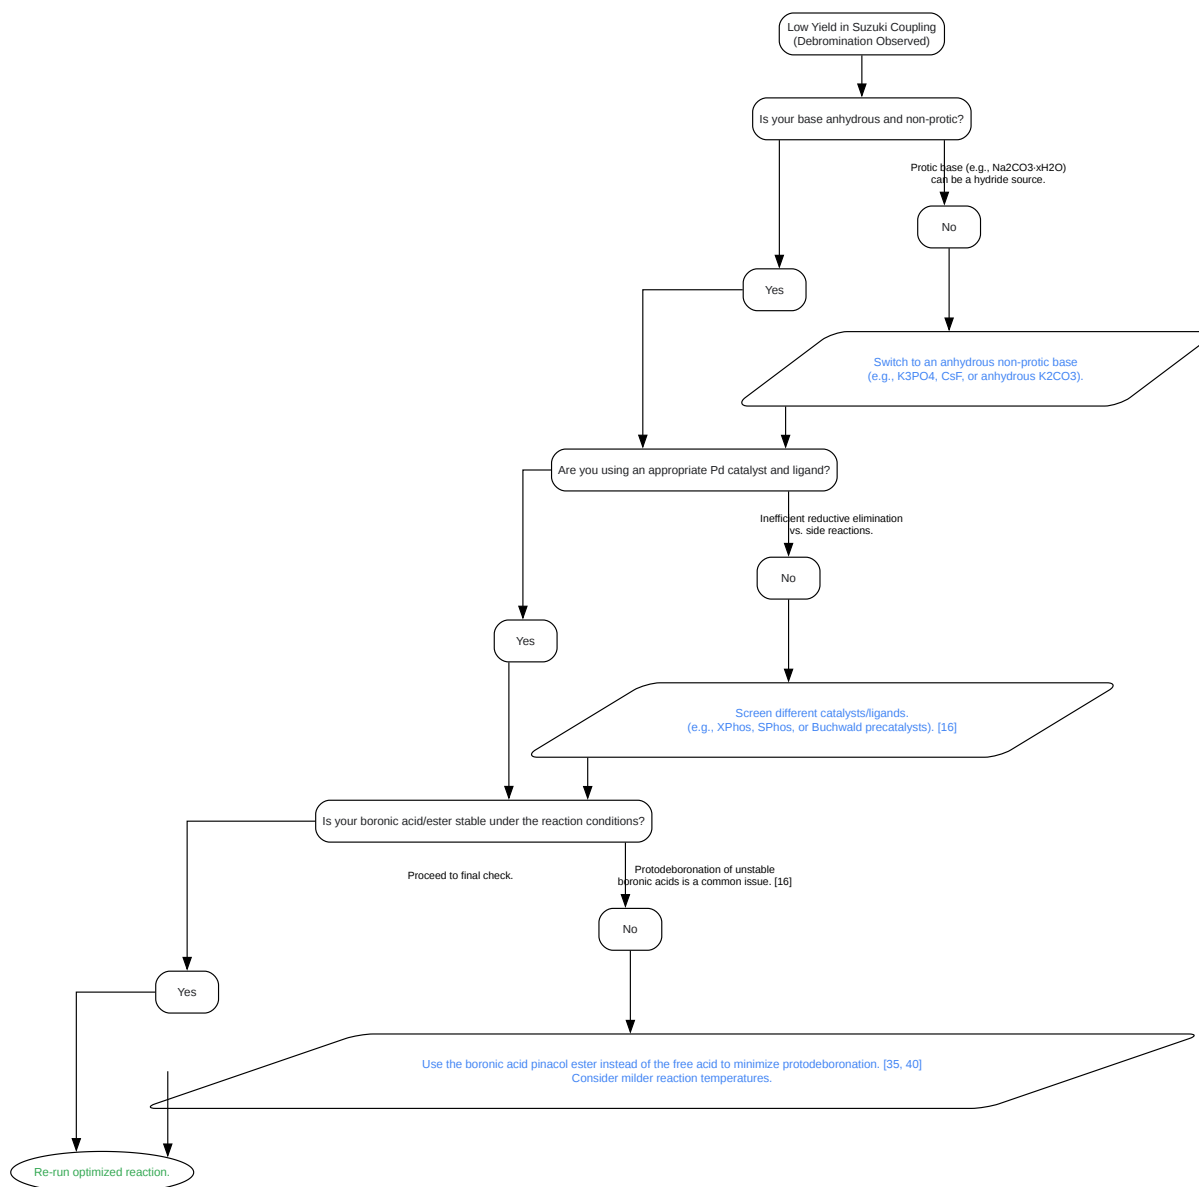 Low Yield in Suzuki Coupling
(Debromination Observed)
Is your base anhydrous and non-protic?
Protic base (e.g., Na2CO3·xH2O)
can be a hydride source.
No
Yes
Switch to an anhydrous non-protic base
(e.g., K3PO4, CsF, or anhydrous K2CO3).
Are you using an appropriate Pd catalyst and ligand?
Inefficient reductive elimination
vs. side reactions.
No
Yes
Screen different catalysts/ligands.
(e.g., XPhos, SPhos, or Buchwald precatalysts). [16]
Is your boronic acid/ester stable under the reaction conditions?
Proceed to final check.
Protodeboronation of unstable
boronic acids is a common issue. [16]
No
Yes
Use the boronic acid pinacol ester instead of the free acid to minimize protodeboronation. [35, 40]
Consider milder reaction temperatures.
Re-run optimized reaction.